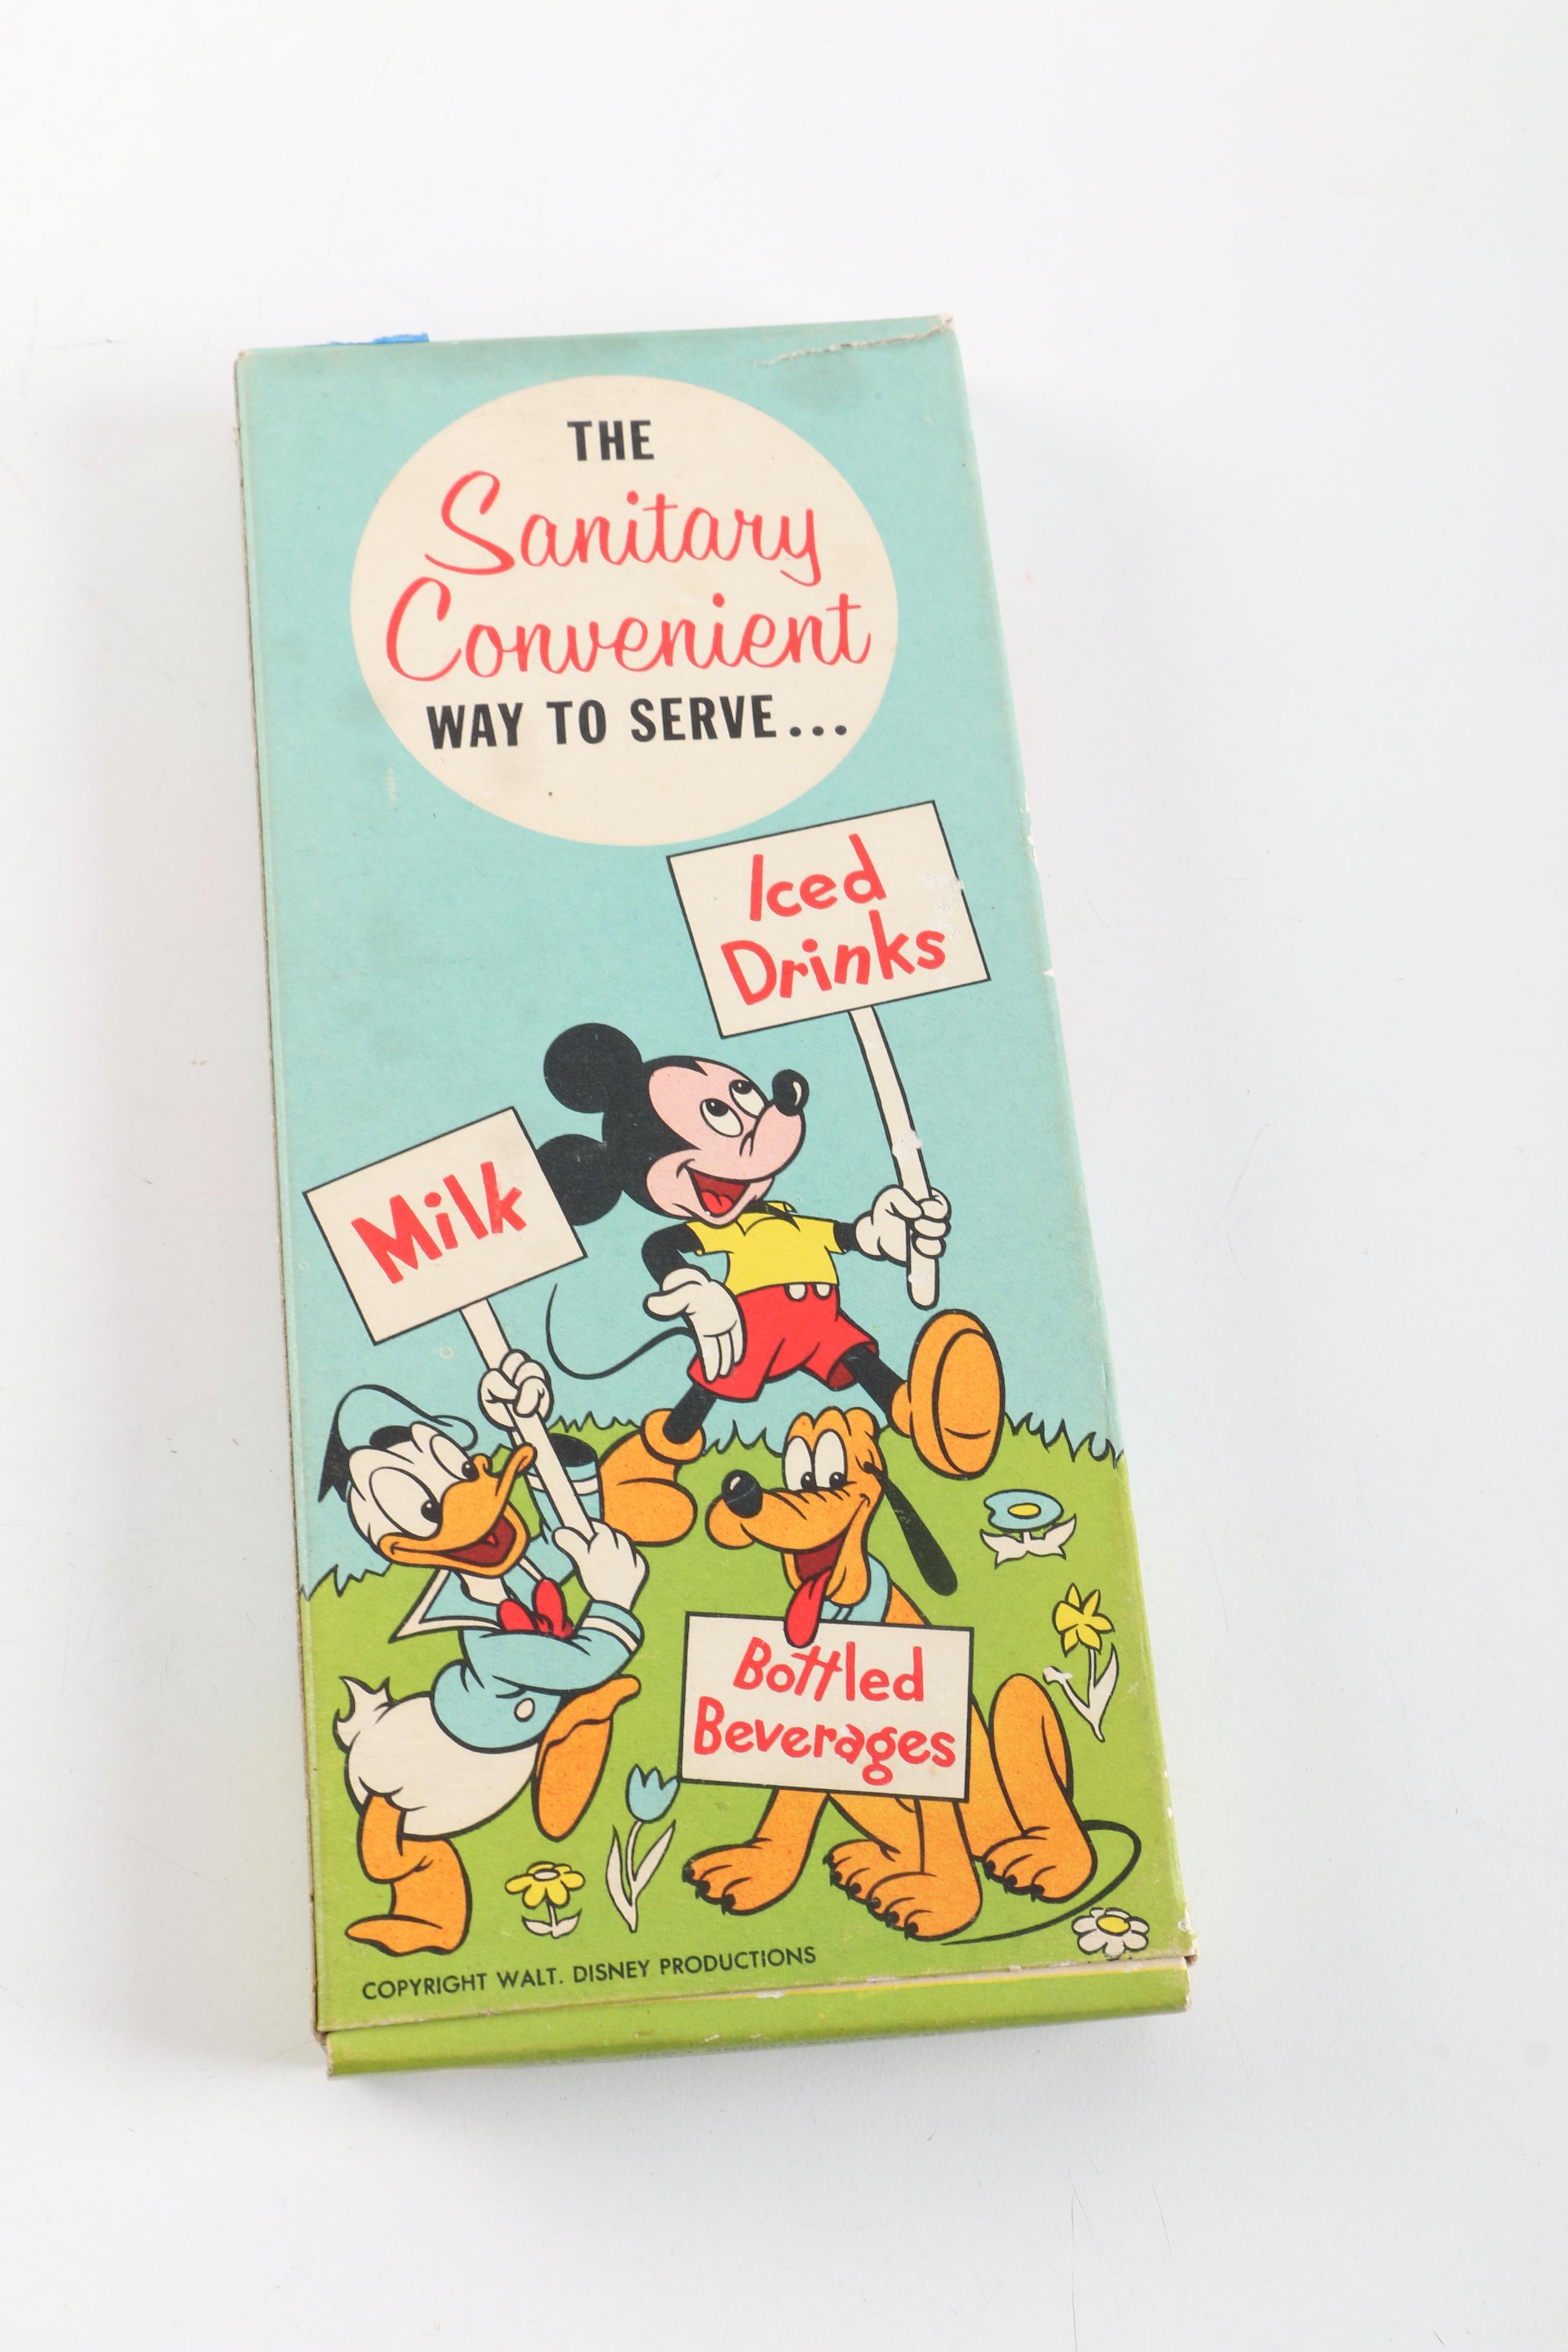 THE
Sanitary
Convenient
WAY TO SERVE...
Iced
Drinks
Milk
Bottled
Beverages
COPYRIGHT WALT. DISNEY PRODUCTIONS